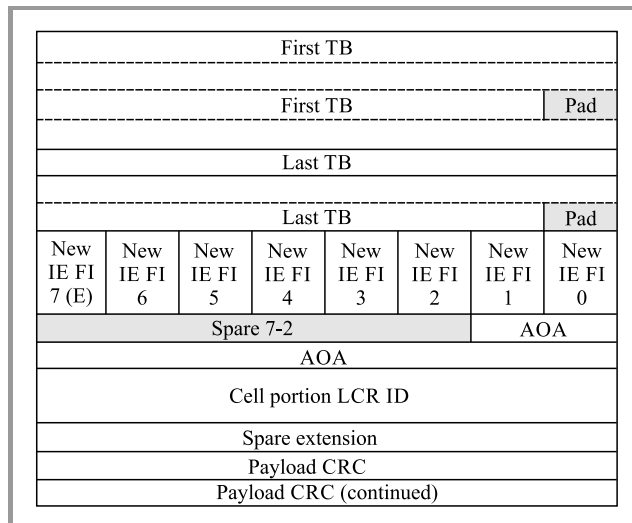 First TB
First TB Pad
Last TB
Last TB Pad
New New New New New New New New
IE FI IE FI IE FI IE FI IE FI IE FI IE FI IE FI
7 (E) 6 5 4 3 2 1 0
Spare 7-2 AOA
AOA
Cell portion LCR ID
Spare extension
Payload CRC
Payload CRC (continued)